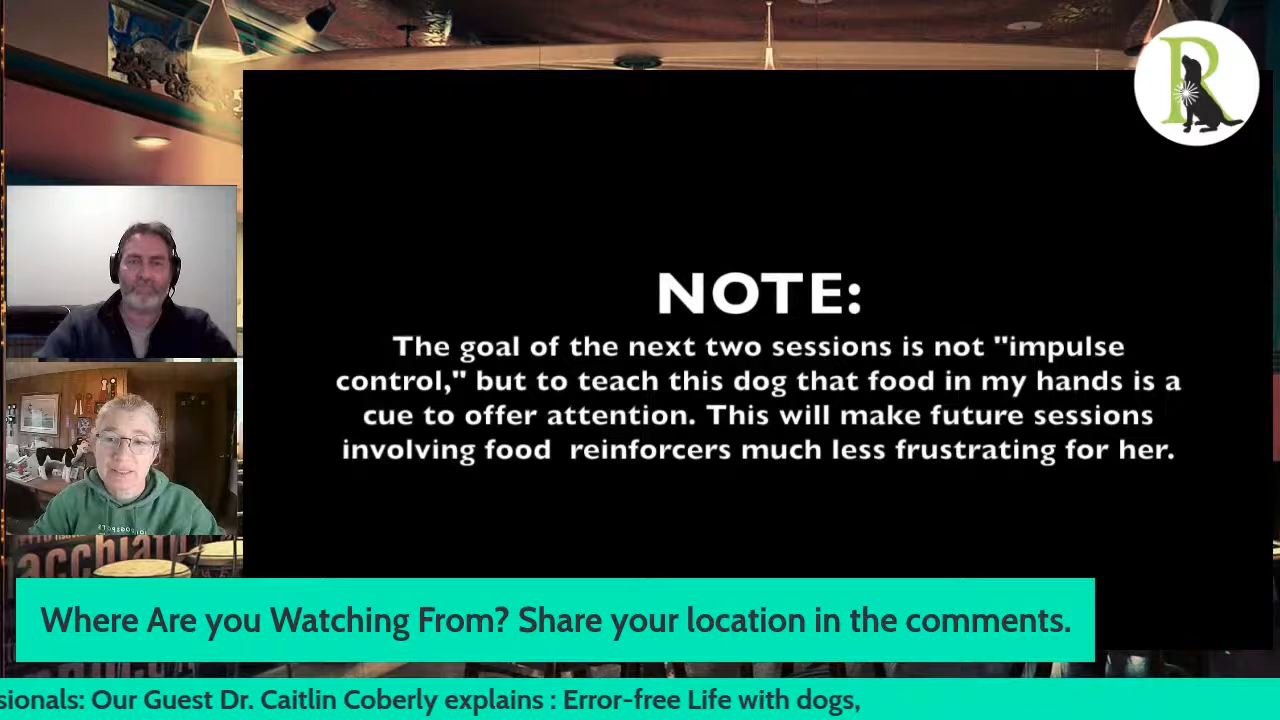 R
NOTE:
The goal of the next two sessions is not "impulse
control," but to teach this dog that food in my hands is a
cue to offer attention. This will make future sessions
involving food reinforcers much less frustrating for her.
acchiat
Where Are you Watching From? Share your location in the comments.
sionals: Our Guest Dr. Caitlin Coberly explains : Error-free Life with dogs,